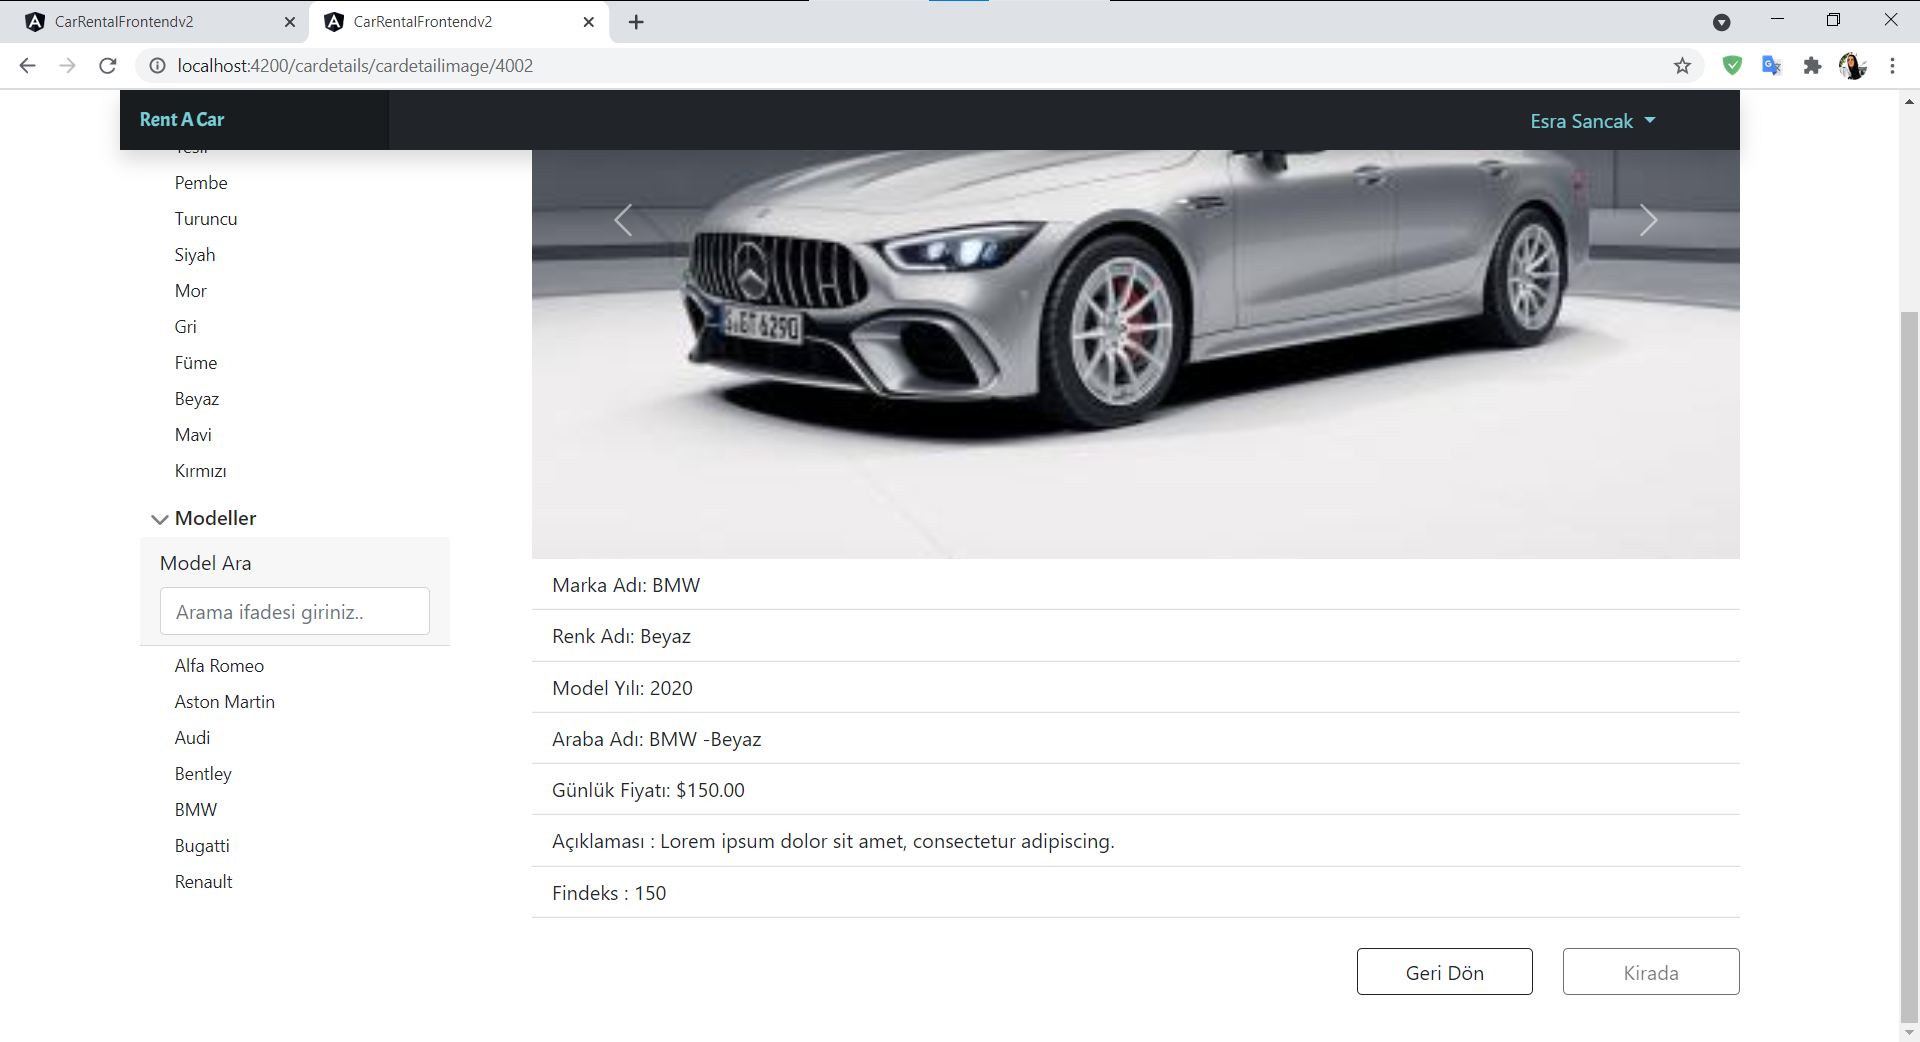 CarRentalFrontendv2
CarRentalFrontendv2
localhost:4200/cardetails/cardetailimage/4002
Rent A Car
Esra Sancak
Pembe
Turuncu
Siyah
Mor
Gri
Füme
Beyaz
Mavi
Kırmızı
Modeller
Model Ara
Arama ifadesi giriniz..
Alfa Romeo
Aston Martin
Audi
Bentley
BMW
Bugatti
Renault
Marka Adı: BMW
Renk Adı: Beyaz
Model Yılı: 2020
Araba Adı: BMW -Beyaz
Günlük Fiyatı: $150.00
Açıklaması : Lorem ipsum dolor sit amet, consectetur adipiscing.
Findeks : 150
Geri Dön
Kirada